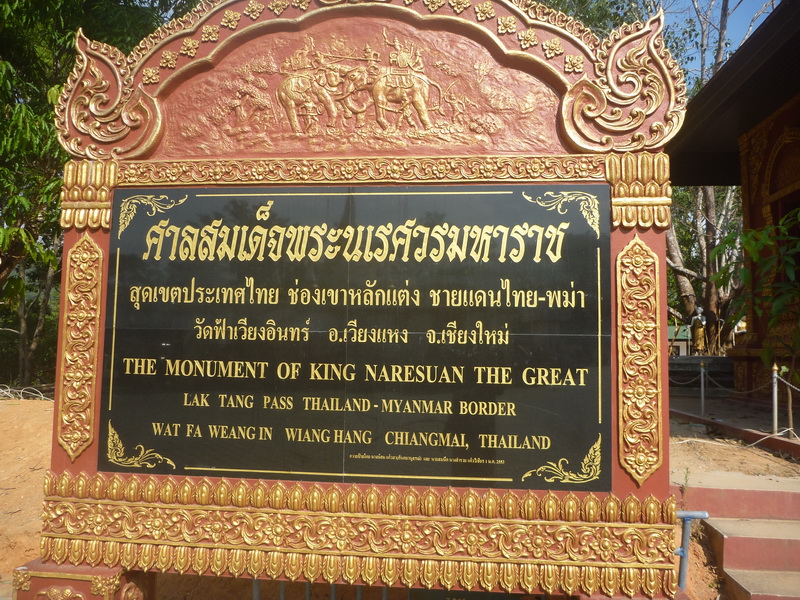 ศาลสมเด็จพระนเรศวรมหาราช
สุดเขตประเทศไทย ช่องเขาหลักแต่ง ชายแดนไทย-พม่า
วัดฟ้าเวียงอินทร์ อ.เวียงแหง จ.เชียงใหม่
THE MONUMENT OF KING NARESUAN THE GREAT
LAK TANG PASS THAILAND - MYANMAR BORDER
WAT FA WEANG IN WIANG HANG CHIANGMAI, THAILAND